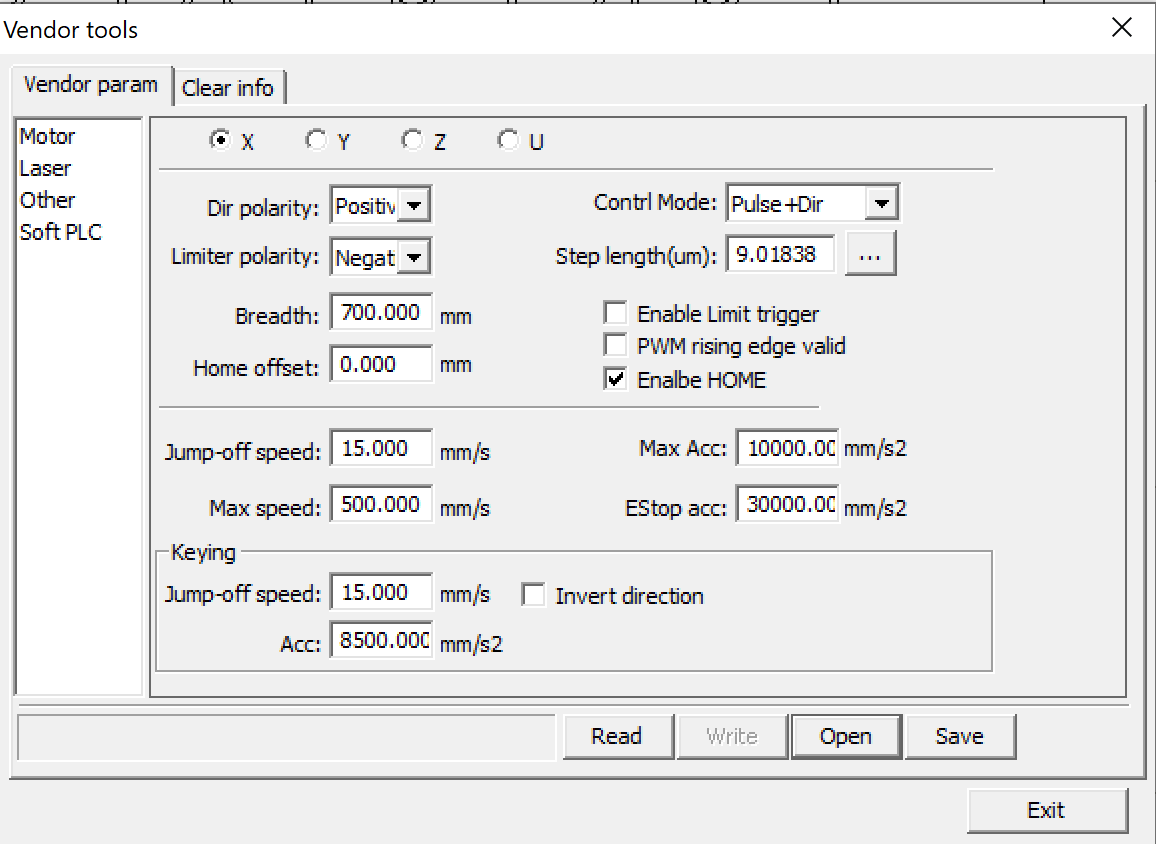 Vendor tools
Vendor param Clear info
Motor
Laser
Other
Soft PLC
X Y Z U
Dir polarity: Positiv Contrl Mode: Pulse+Dir
Limiter polarity: Negat Step length(um): 9.01838 ...
Breadth: 700.000 mm Enable Limit trigger
PWM rising edge valid
Home offset: 0.000 mm Enalbe HOME
Jump-off speed: 15.000 mm/s Max Acc: 10000.00 mm/s2
Max speed: 500.000 mm/s EStop acc: 30000.00 mm/s2
Keying
Jump-off speed: 15.000 mm/s Invert direction
Acc: 8500.000 mm/s2
Read Write Open Save
Exit